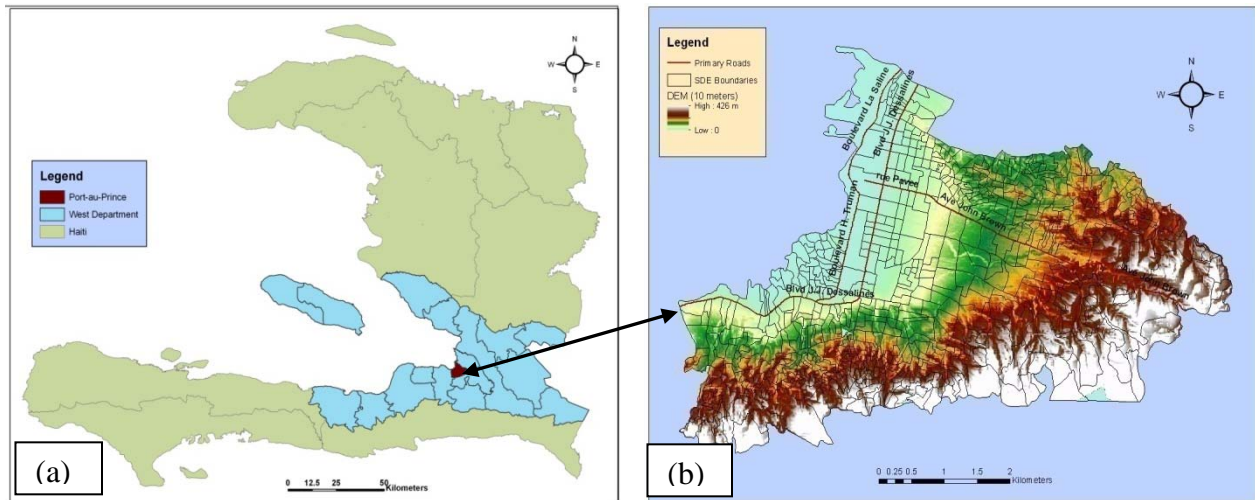 N
W E
S
Legend
Port-au-Prince
West Department
Haiti
(a)
0 12.5 25 50
Kilometers
Legend
Primary Roads
SDE Boundaries
DEM (10 meters)
High : 426 m
Low : 0
N
W E
S
Boulevard La Saline
Blvd J.J. Dessalines
rue Pavee
Ave John Brown
Boulevard H. Truman
Blvd J.J. Dessalines
(b)
0 0.25 0.5 1 1.5 2
Kilometers